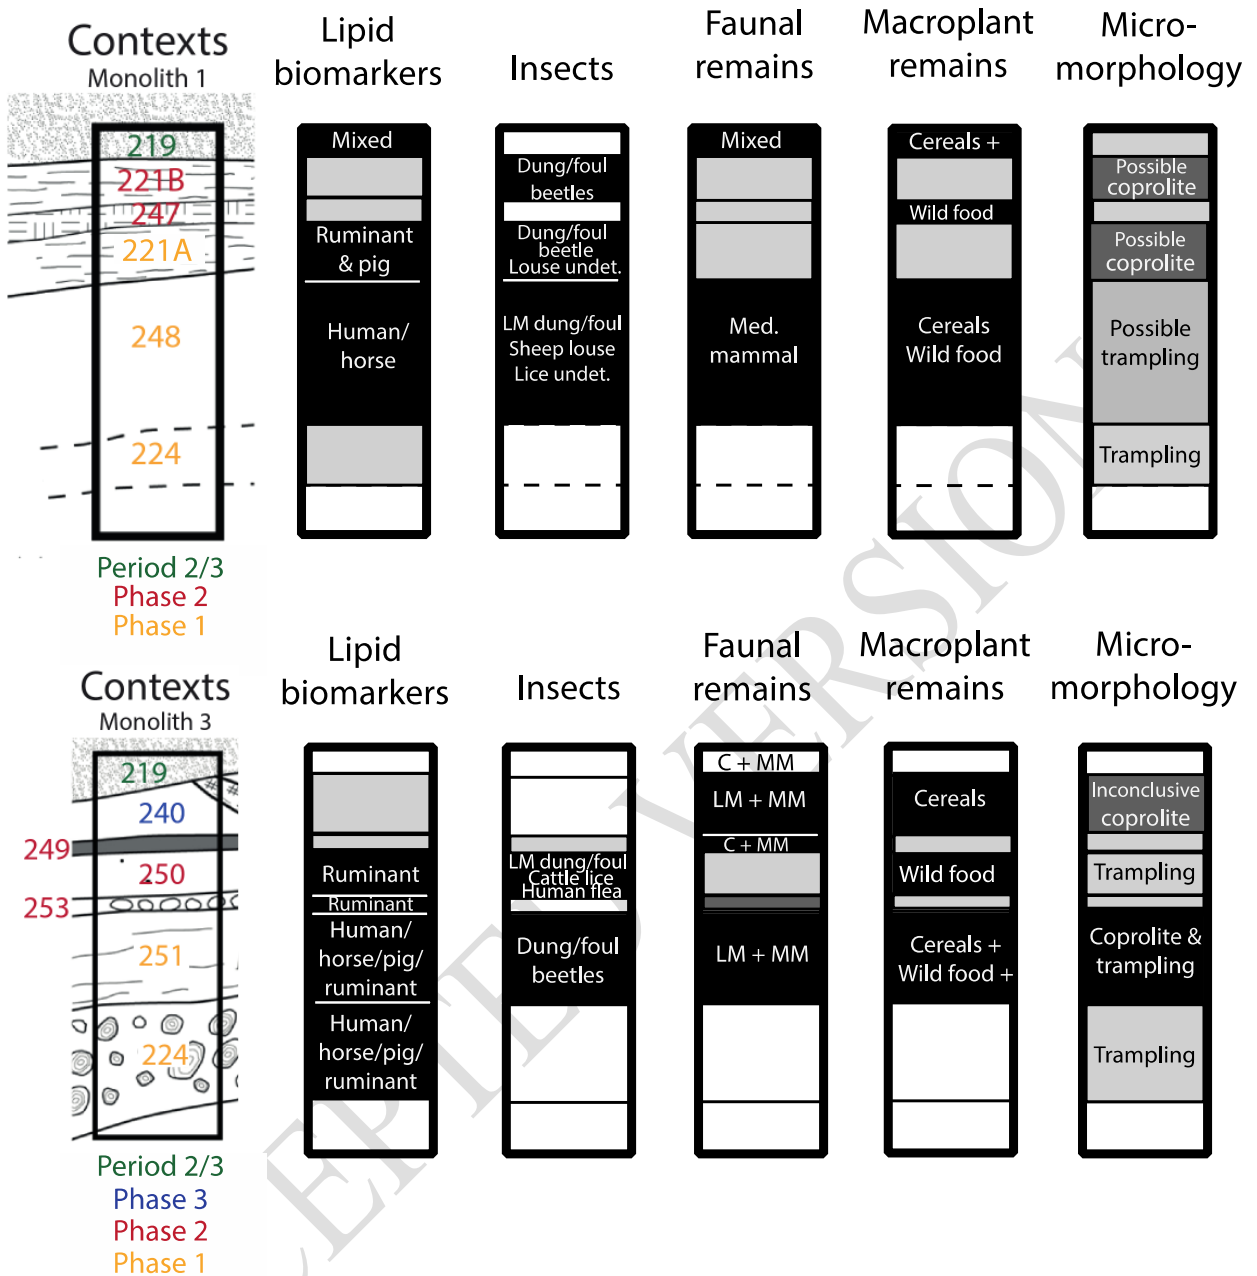 Contexts
Monolith 1
Lipid
biomarkers
Insects
Faunal
remains
Macroplant
remains
Micro-
morphology
219
221B
247
221A
248
224
Mixed
Ruminant
& pig
Human/
horse
Dung/foul
beetles
Dung/foul
beetle
Louse undet.
LM dung/foul
Sheep louse
Lice undet.
Mixed
Med.
mammal
Cereals +
Wild food
Cereals
Wild food
Possible
coprolite
Possible
coprolite
Possible
trampling
Trampling
Period 2/3
Phase 2
Phase 1
Contexts
Monolith 3
Lipid
biomarkers
Insects
Faunal
remains
Macroplant
remains
Micro-
morphology
219
240
249
250
253
251
224
Ruminant
Ruminant
Human/
horse/pig/
ruminant
Human/
horse/pig/
ruminant
LM dung/foul
Cattle lice
Human flea
Dung/foul
beetles
C + MM
LM + MM
C + MM
LM + MM
Cereals
Wild food
Cereals +
Wild food +
Inconclusive
coprolite
Trampling
Coprolite &
trampling
Trampling
Period 2/3
Phase 3
Phase 2
Phase 1
EPTED VERSION